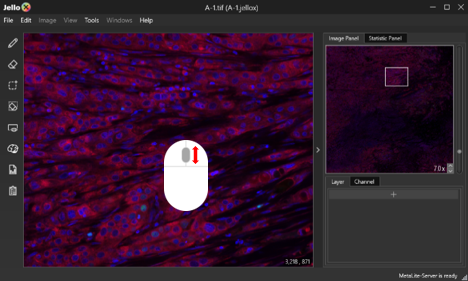 Jello
A-1.tif (A-1.jellox)
File Edit Image View Tools Windows Help
Image Panel Statistic Panel
7.0 x
Layer Channel
+
3,218 , 871
MetaLite-Server is ready